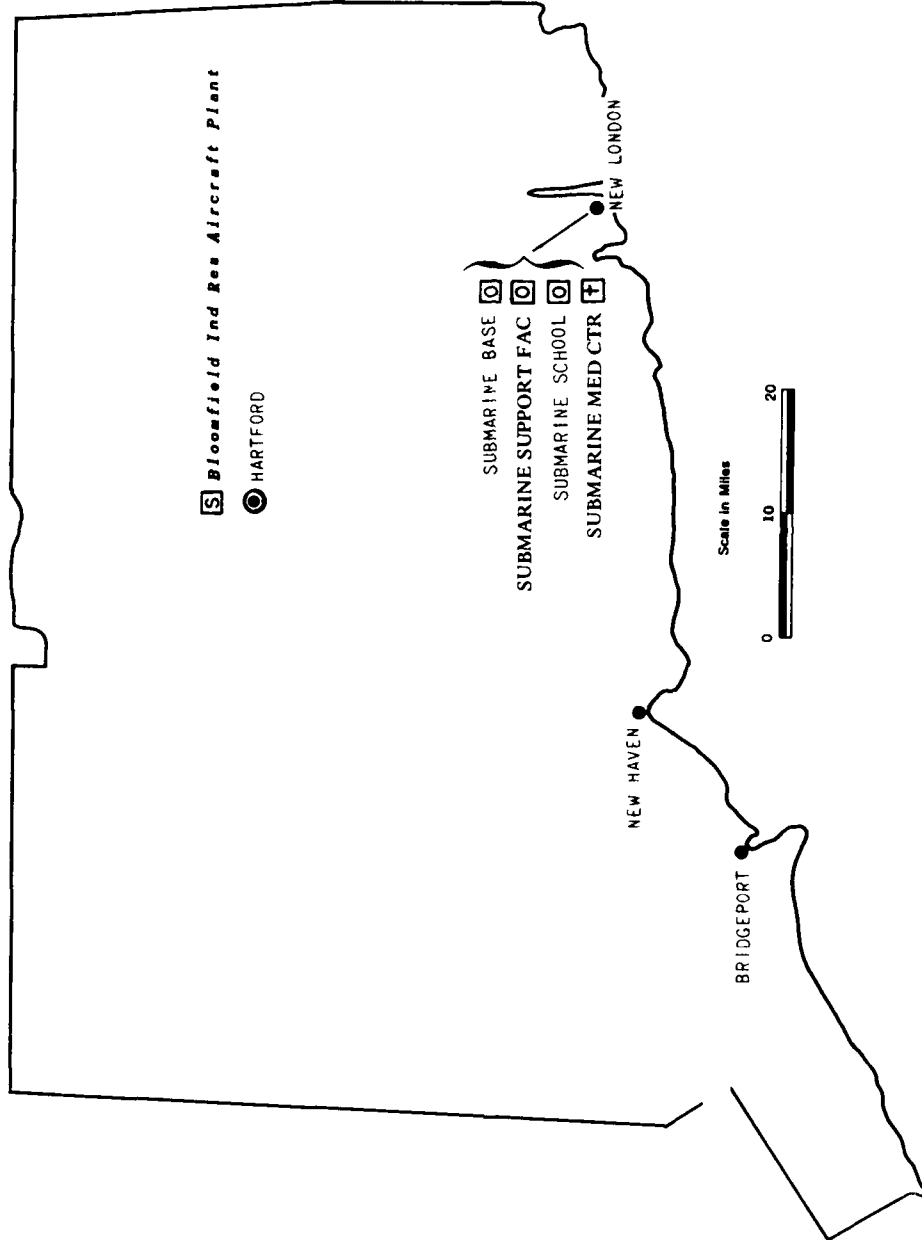 S Bloomfield Ind Res Aircraft Plant
HARTFORD
SUBMARINE BASE O
SUBMARINE SUPPORT FAC O
SUBMARINE SCHOOL O
SUBMARINE MED CTR ✝
NEW LONDON
NEW HAVEN
BRIDGEPORT
Scale in Miles
0 10 20